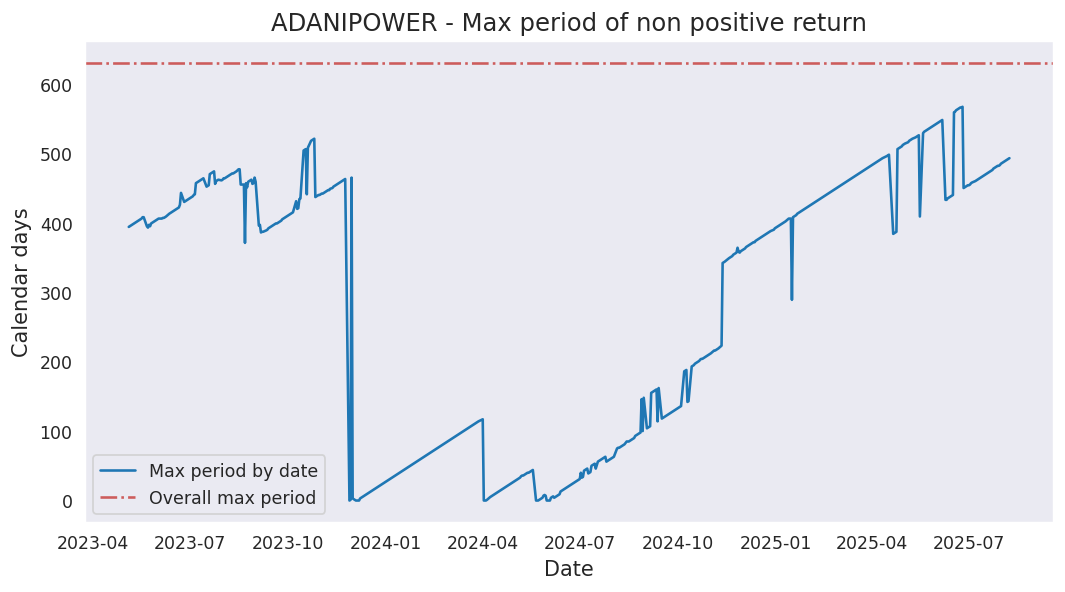 ADANIPOWER - Max period of non positive return
Calendar days
600
500
400
300
200
100
0
Max period by date
Overall max period
2023-04 2023-07 2023-10 2024-01 2024-04 2024-07 2024-10 2025-01 2025-04 2025-07
Date